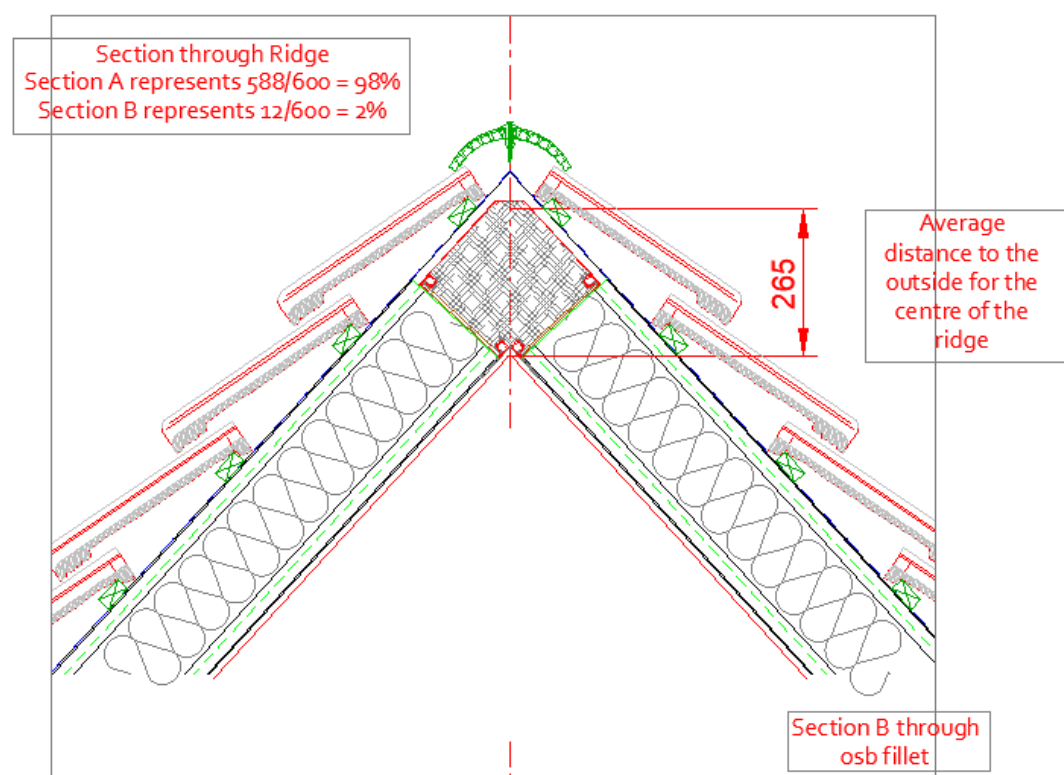 Section through Ridge
Section A represents 588/600 = 98%
Section B represents 12/600 = 2%
265
Average
distance to the
outside for the
centre of the
ridge
Section B through
osb fillet